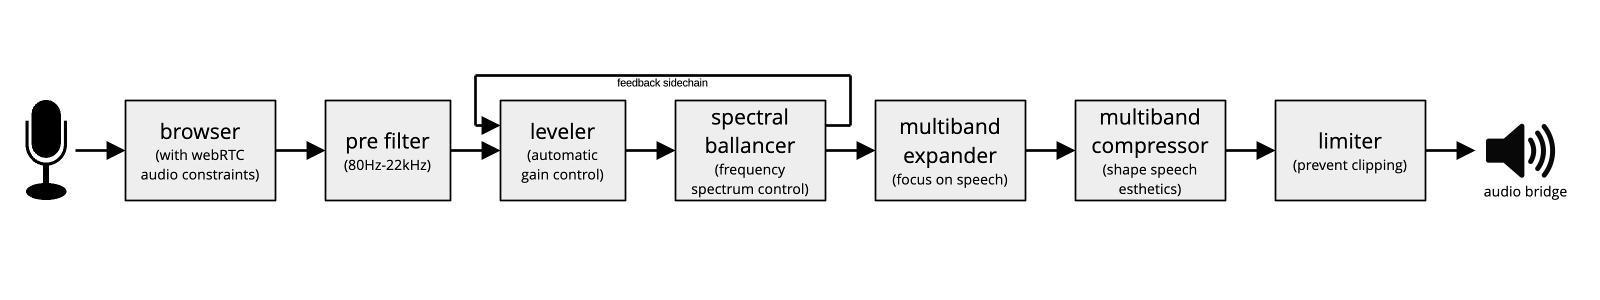 feedback sidechain
browser
(with webRTC
audio constraints)
pre filter
(80Hz-22kHz)
leveler
(automatic
gain control)
spectral
ballancer
(frequency
spectrum control)
multiband
expander
(focus on speech)
multiband
compressor
(shape speech
esthetics)
limiter
(prevent clipping)
audio bridge